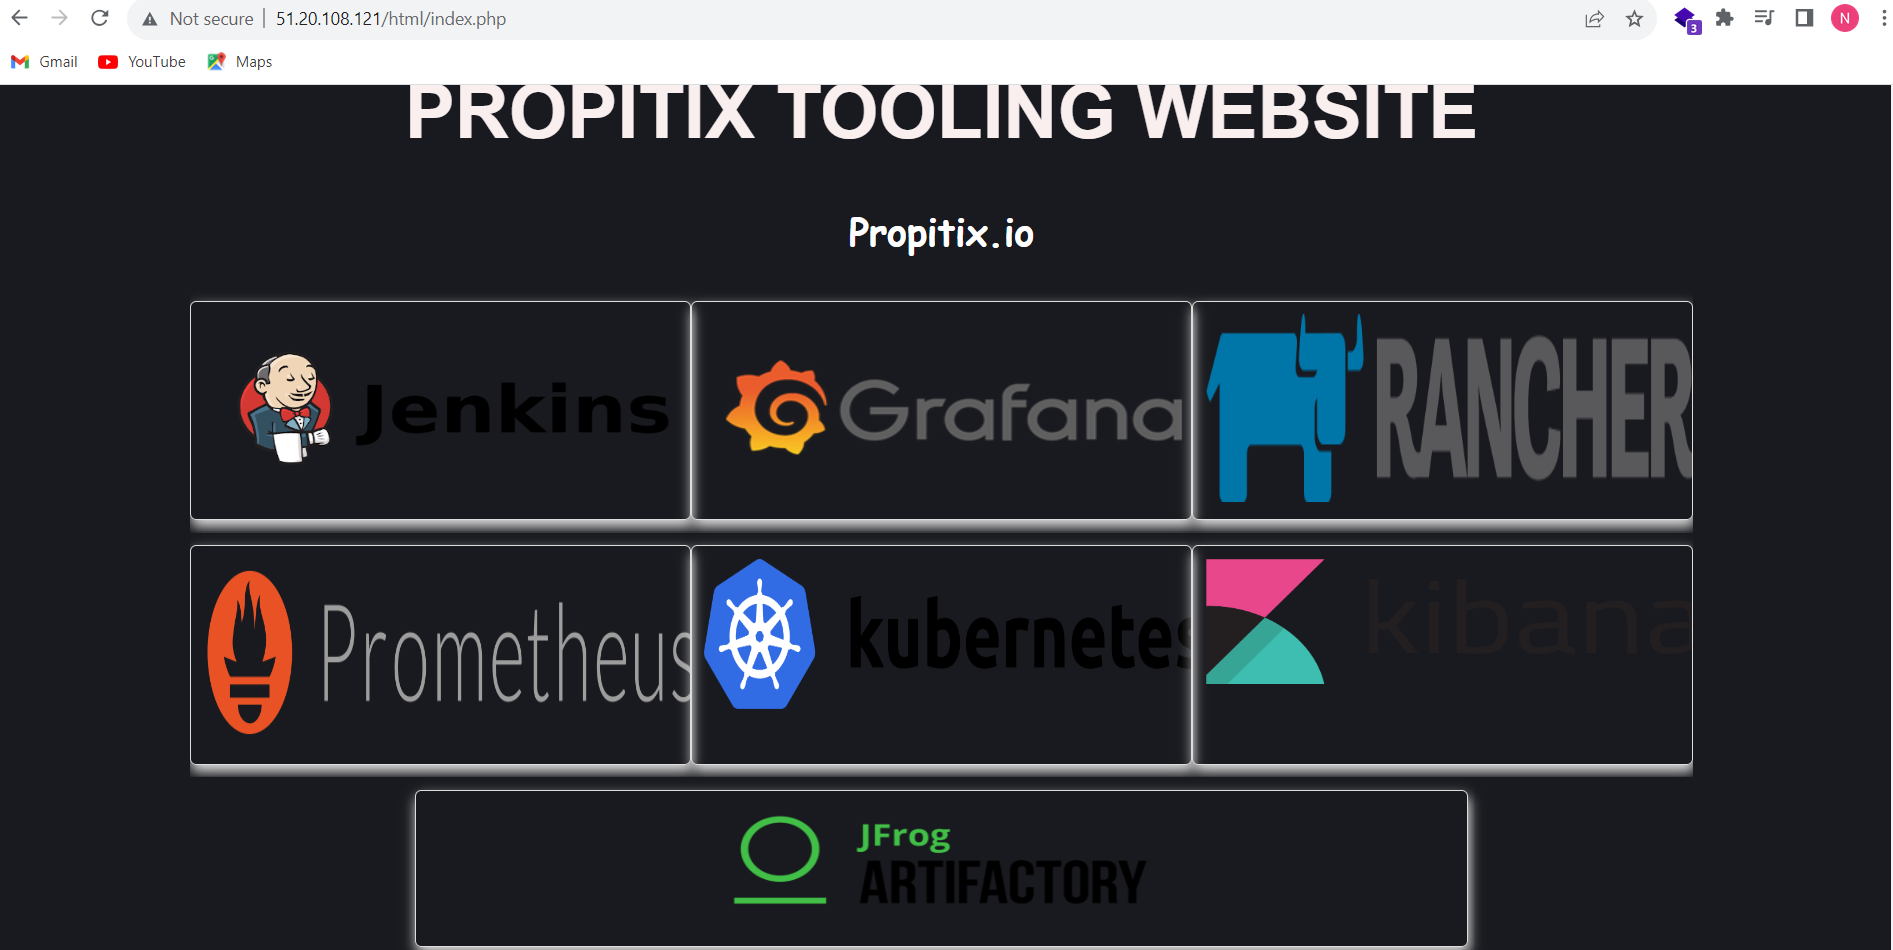 Not secure | 51.20.108.121/html/index.php
3
N
Gmail YouTube Maps
PROPITIX TOOLING WEBSITE
Propitix.io
Jenkins Grafana RANCHER
Prometheus kubernetes kibana
JFrog
ARTIFACTORY